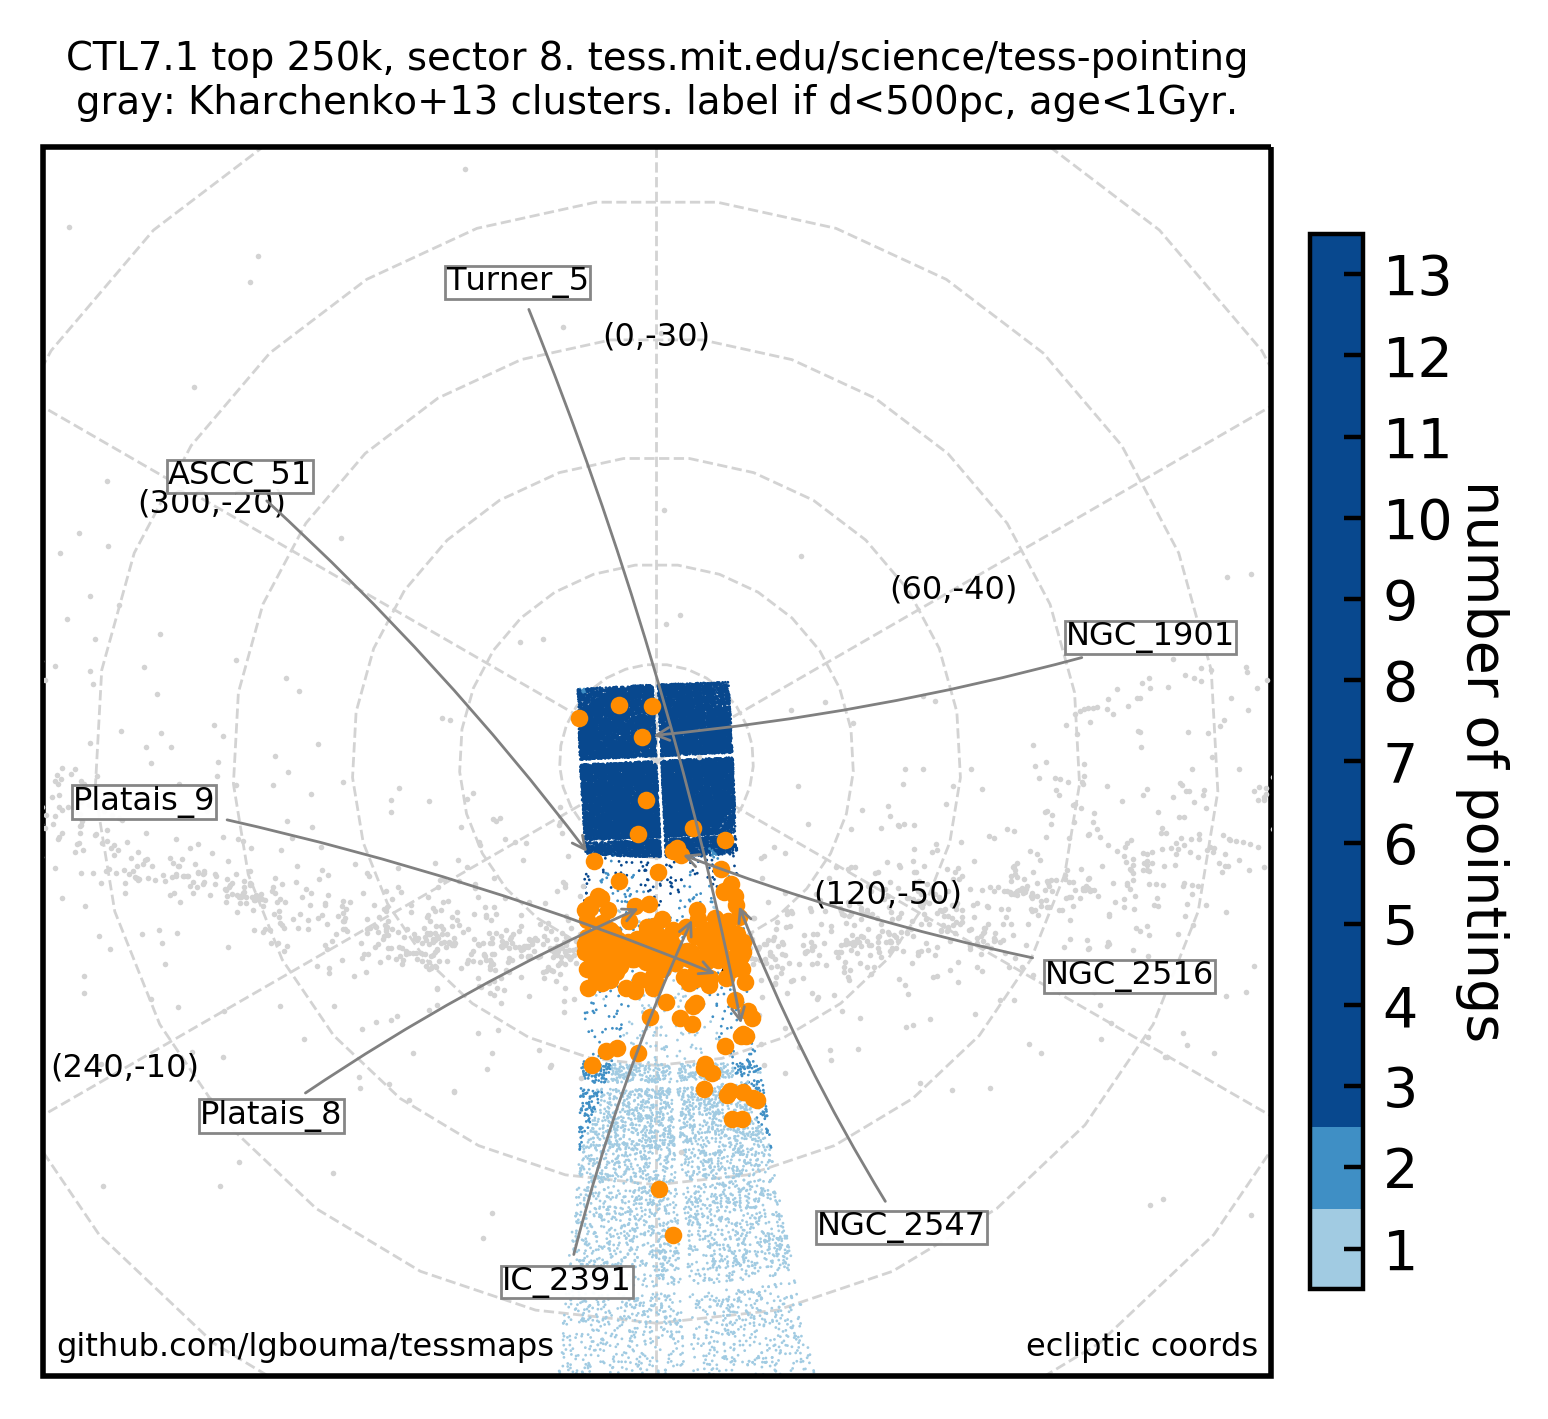 CTL7.1 top 250k, sector 8. tess.mit.edu/science/tess-pointing
gray: Kharchenko+13 clusters. label if d<500pc, age<1Gyr.
Turner_5
(0,-30)
ASCC_51
(300,-20)
(60,-40)
NGC_1901
Platais_9
(120,-50)
NGC_2516
(240,-10)
Platais_8
NGC_2547
IC_2391
github.com/lgbouma/tessmaps
ecliptic coords
13
12
11
10
9
8
7
6
5
4
3
2
1
number of pointings